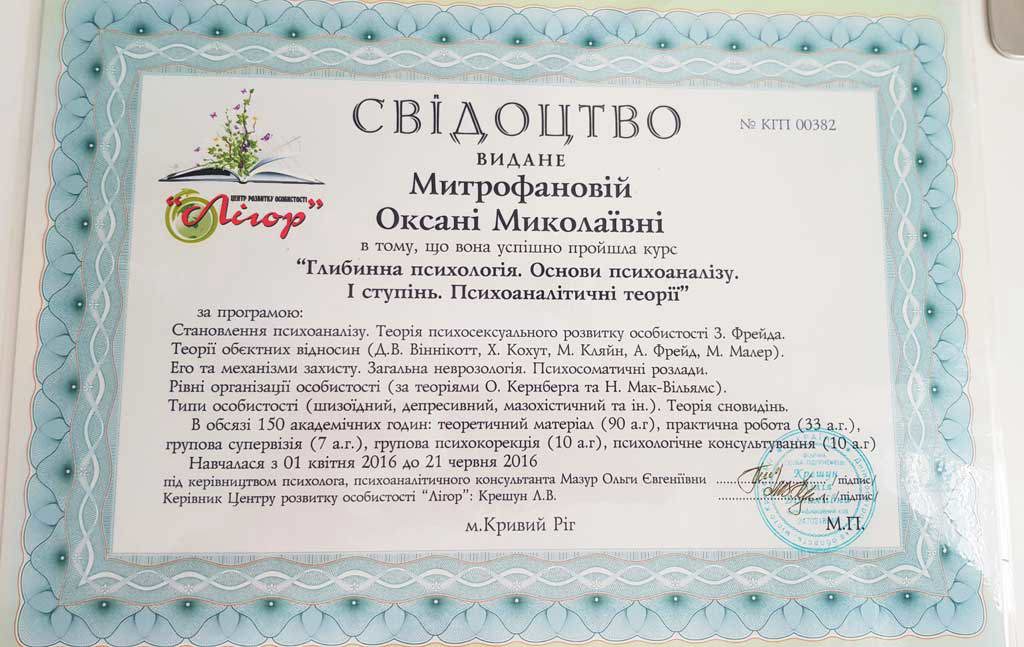 СВІДОЦТВО
№ КГП 00382
ВИДАНЕ
Митрофановій
Оксані Миколаївні
ЦЕНТР РОЗВИТКУ ОСОБИСТОСТІ
"Лігор"
в тому, що вона успішно пройшла курс
"Глибинна психологія. Основи психоаналізу.
І ступінь. Психоаналітичні теорії"
за програмою:
Становлення психоаналізу. Теорія психосексуального розвитку особистості З. Фрейда.
Теорії обєктних відносин (Д.В. Віннікотт, Х. Кохут, М. Кляйн, А. Фрейд, М. Малер).
Его та механізми захисту. Загальна неврозологія. Психосоматичні розлади.
Рівні організації особистості (за теоріями О. Кернберга та Н. Мак-Вільямс).
Типи особистості (шизоїдний, депресивний, мазохістичний та ін.). Теорія сновидінь.
В обсязі 150 академічних годин: теоретичний матеріал (90 а.г.), практична робота (33 а.г.),
групова супервізія (7 а.г.), групова психокорекція (10 а.г), психологічне консультування (10 а.г)
Навчалася з 01 квітня 2016 до 21 червня 2016
під керівництвом психолога, психоаналітичного консультанта Мазур Ольги Євгеніївни /підпис/
Керівник Центру розвитку особистості "Лігор": Крешун Л.В. /підпис/
м.Кривий Ріг
М.П.
Крешун